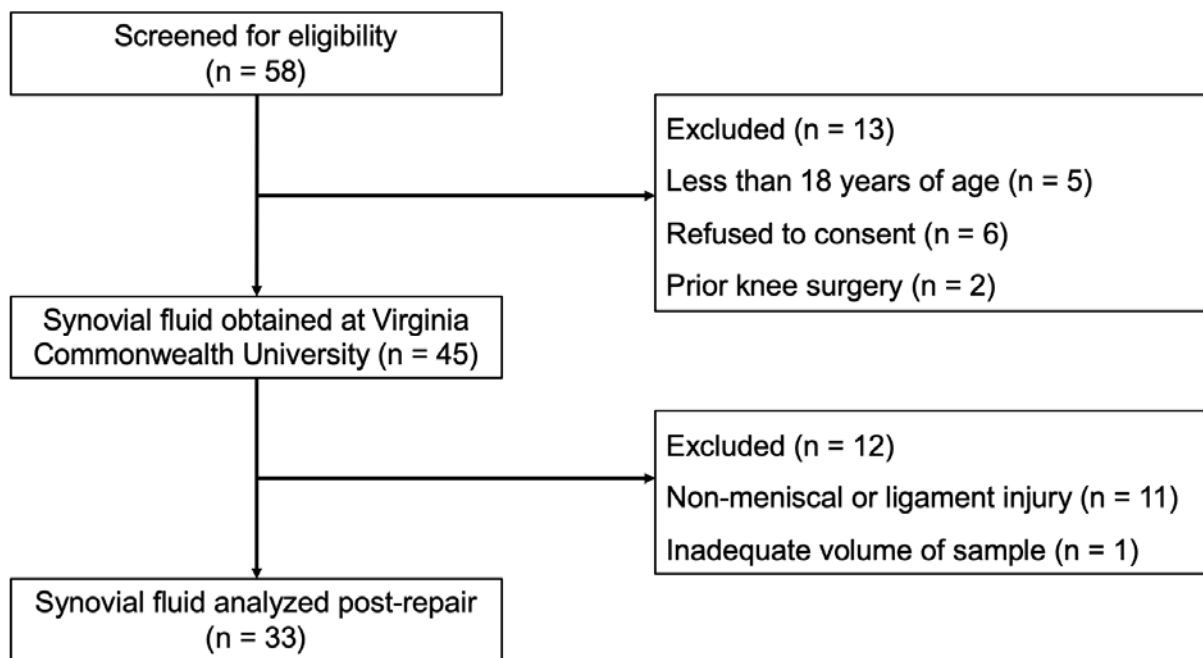 Screened for eligibility
(n = 58)
Excluded (n = 13)
Less than 18 years of age (n = 5)
Refused to consent (n = 6)
Prior knee surgery (n = 2)
Synovial fluid obtained at Virginia
Commonwealth University (n = 45)
Excluded (n = 12)
Non-meniscal or ligament injury (n = 11)
Inadequate volume of sample (n = 1)
Synovial fluid analyzed post-repair
(n = 33)